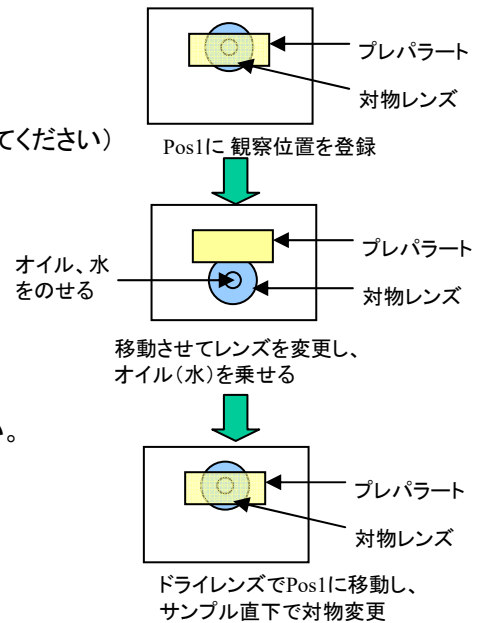 プレパラート
対物レンズ
てください）
Pos1に 観察位置を登録
プレパラート
オイル、水
をのせる
対物レンズ
移動させてレンズを変更し、
オイル（水）を乗せる
い。
プレパラート
対物レンズ
ドライレンズでPos1に移動し、
サンプル直下で対物変更